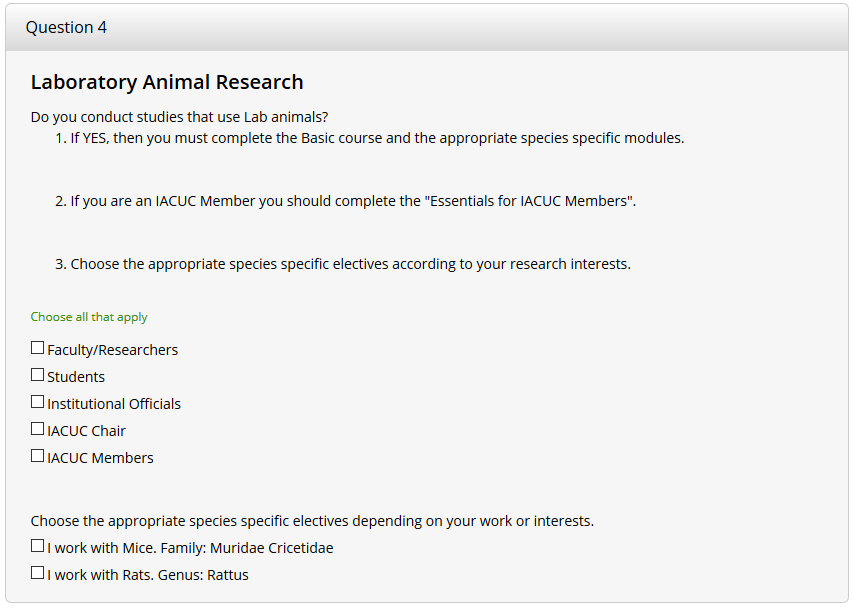 Question 4
Laboratory Animal Research
Do you conduct studies that use Lab animals?
1. If YES, then you must complete the Basic course and the appropriate species specific modules.
2. If you are an IACUC Member you should complete the "Essentials for IACUC Members".
3. Choose the appropriate species specific electives according to your research interests.
Choose all that apply
Faculty/Researchers
Students
Institutional Officials
IACUC Chair
IACUC Members
Choose the appropriate species specific electives depending on your work or interests.
I work with Mice. Family: Muridae Cricetidae
I work with Rats. Genus: Rattus